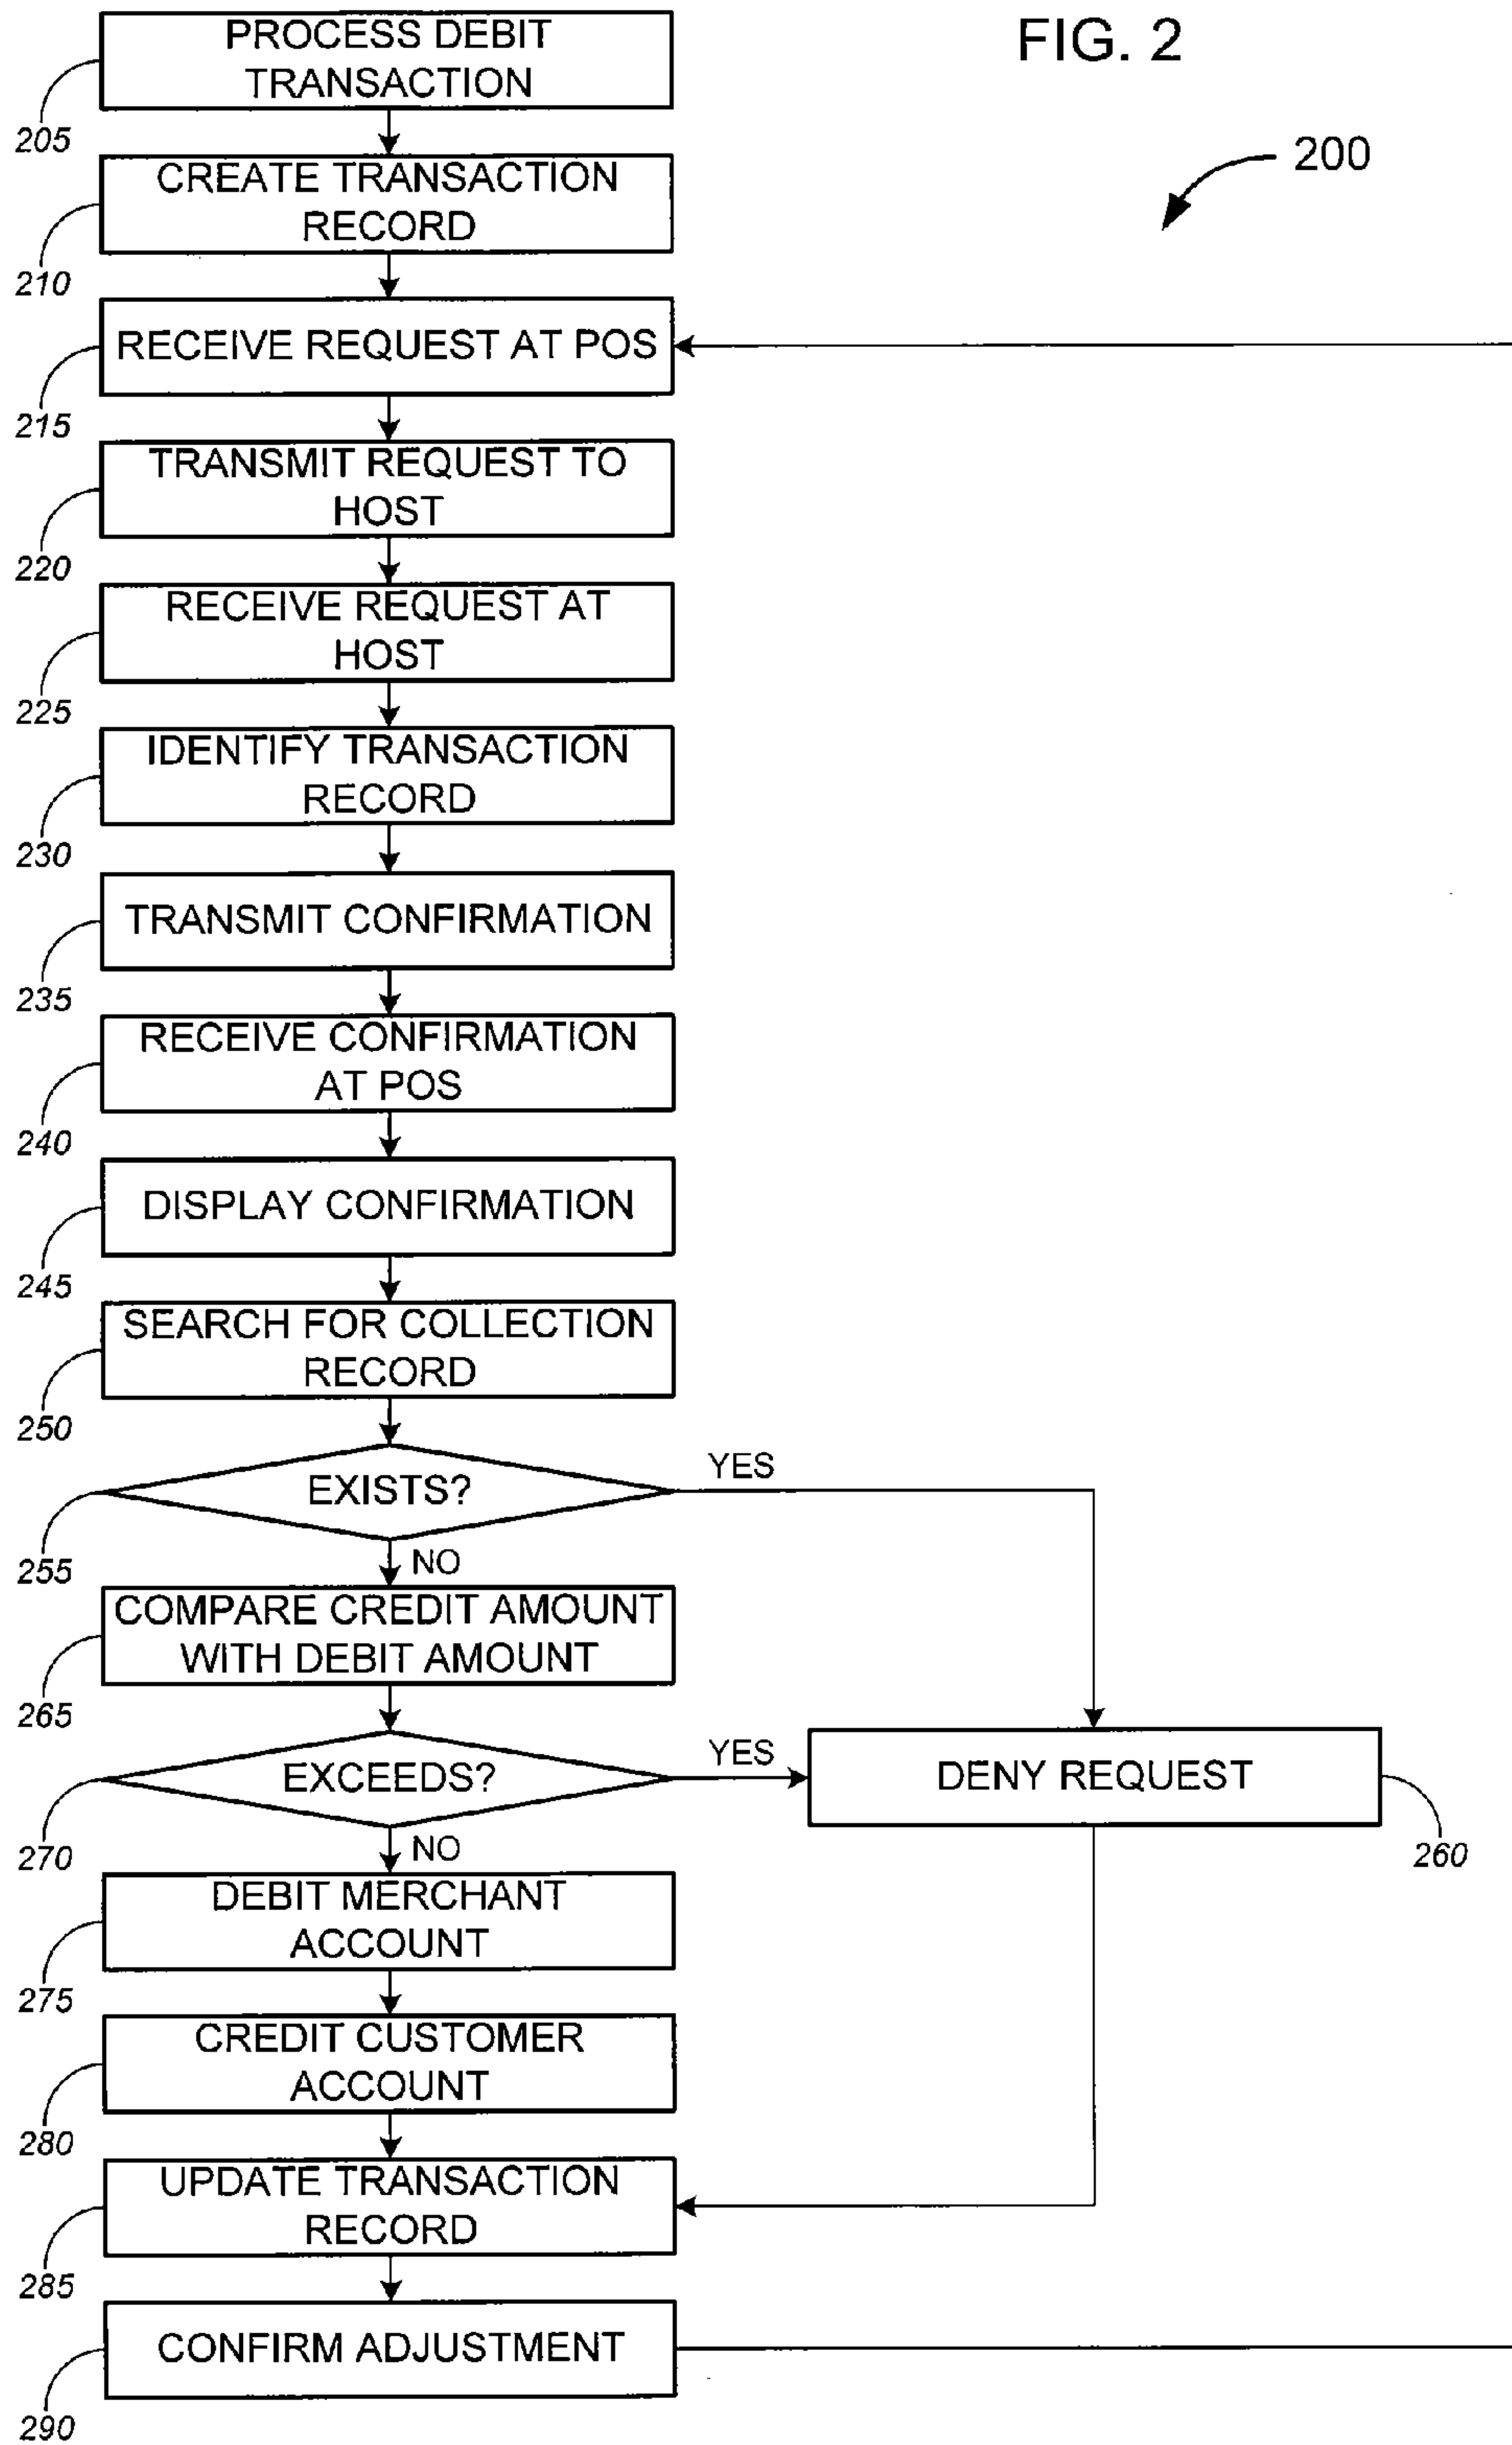 FIG. 2
200
PROCESS DEBIT
TRANSACTION
205
CREATE TRANSACTION
RECORD
210
RECEIVE REQUEST AT POS
215
TRANSMIT REQUEST TO
HOST
220
RECEIVE REQUEST AT
HOST
225
IDENTIFY TRANSACTION
RECORD
230
TRANSMIT CONFIRMATION
235
RECEIVE CONFIRMATION
AT POS
240
DISPLAY CONFIRMATION
245
SEARCH FOR COLLECTION
RECORD
250
EXISTS?
YES
255
NO
COMPARE CREDIT AMOUNT
WITH DEBIT AMOUNT
265
EXCEEDS?
YES
DENY REQUEST
260
270
NO
DEBIT MERCHANT
ACCOUNT
275
CREDIT CUSTOMER
ACCOUNT
280
UPDATE TRANSACTION
RECORD
285
CONFIRM ADJUSTMENT
290